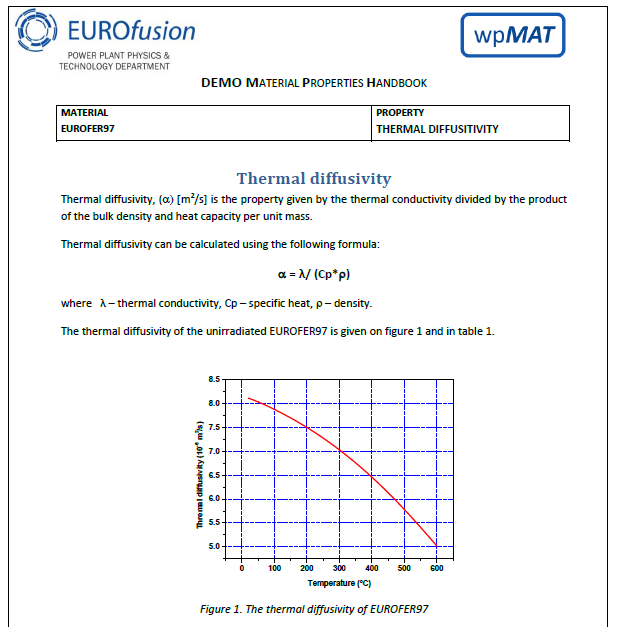 EUROfusion
POWER PLANT PHYSICS &
TECHNOLOGY DEPARTMENT
wpMAT
DEMO MATERIAL PROPERTIES HANDBOOK
MATERIAL
EUROFER97
PROPERTY
THERMAL DIFFUSITIVITY
Thermal diffusivity
Thermal diffusivity, (α) [m²/s] is the property given by the thermal conductivity divided by the product
of the bulk density and heat capacity per unit mass.
Thermal diffusivity can be calculated using the following formula:
α = λ/ (Cp*ρ)
where λ – thermal conductivity, Cp – specific heat, ρ – density.
The thermal diffusivity of the unirradiated EUROFER97 is given on figure 1 and in table 1.
8.5
8.0
7.5
7.0
6.5
6.0
5.5
5.0
Thremal diffusitivity (10⁻⁶ m²/s)
0 100 200 300 400 500 600
Temperature (°C)
Figure 1. The thermal diffusivity of EUROFER97